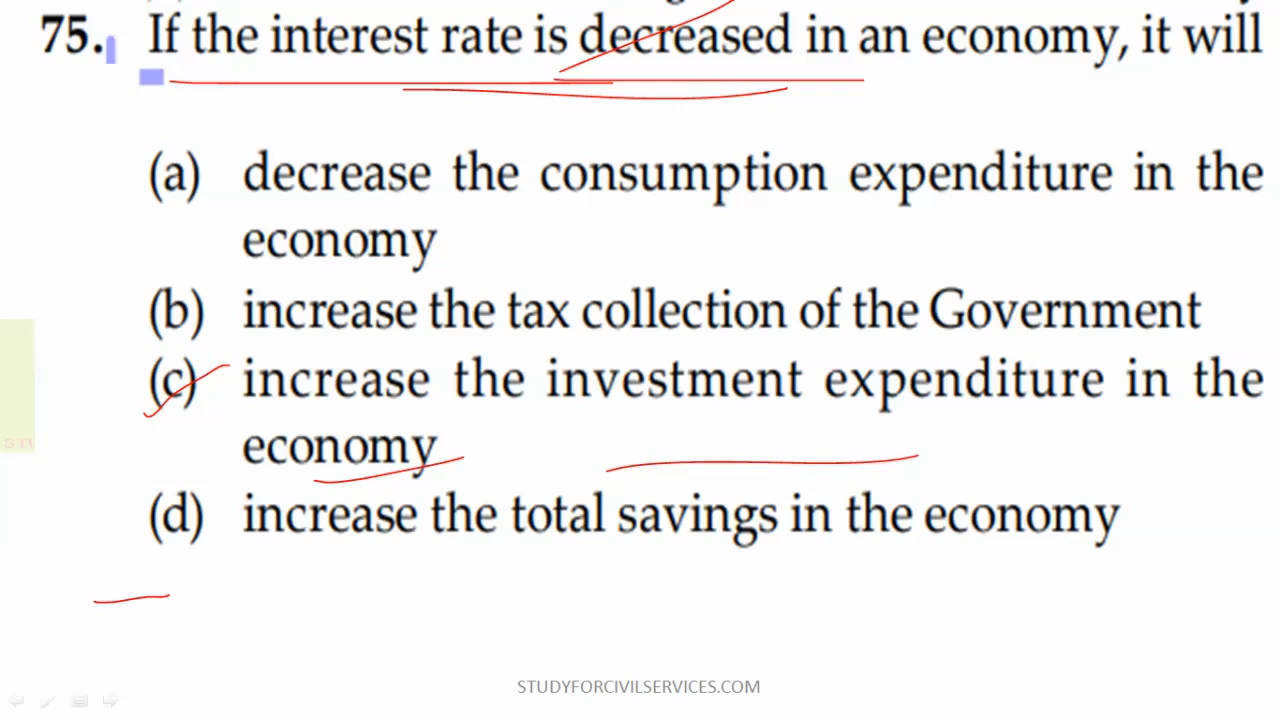 75. If the interest rate is decreased in an economy, it will
(a) decrease the consumption expenditure in the
economy
(b) increase the tax collection of the Government
(c) increase the investment expenditure in the
economy
(d) increase the total savings in the economy
STUDYFORCIVILSERVICES.COM